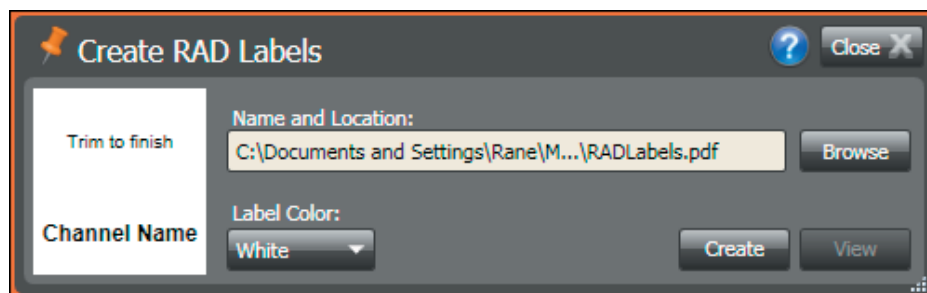 Create RAD Labels
? Close X
Trim to finish
Channel Name
Name and Location:
C:\Documents and Settings\Rane\M...\RADLabels.pdf
Browse
Label Color:
White
Create
View